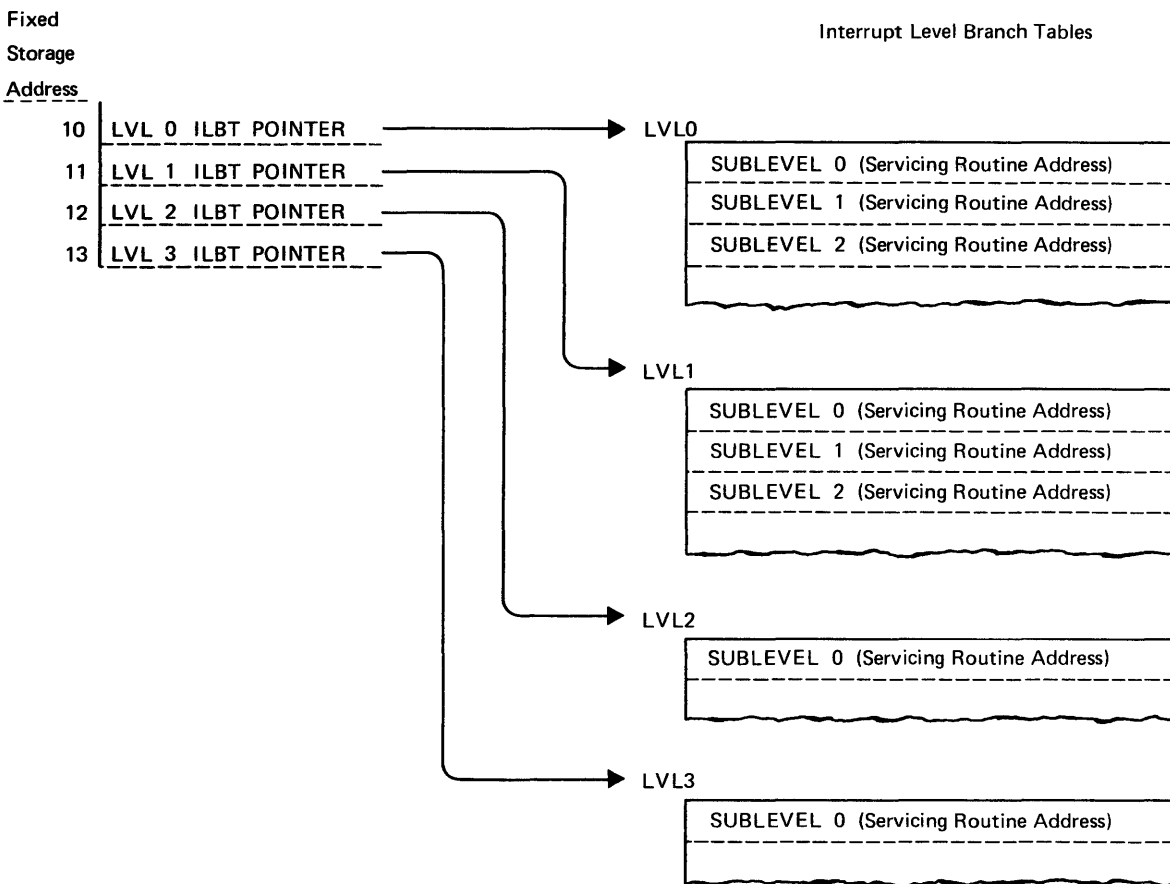 Fixed
Storage
Address
Interrupt Level Branch Tables
10 LVL 0 ILBT POINTER
11 LVL 1 ILBT POINTER
12 LVL 2 ILBT POINTER
13 LVL 3 ILBT POINTER
LVL0
SUBLEVEL 0 (Servicing Routine Address)
SUBLEVEL 1 (Servicing Routine Address)
SUBLEVEL 2 (Servicing Routine Address)
LVL1
SUBLEVEL 0 (Servicing Routine Address)
SUBLEVEL 1 (Servicing Routine Address)
SUBLEVEL 2 (Servicing Routine Address)
LVL2
SUBLEVEL 0 (Servicing Routine Address)
LVL3
SUBLEVEL 0 (Servicing Routine Address)